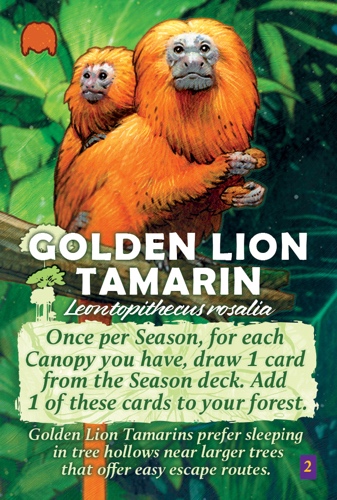 GOLDEN LION
TAMARIN
Leontopithecus rosalia
Once per Season, for each
Canopy you have, draw 1 card
from the Season deck. Add
1 of these cards to your forest.
Golden Lion Tamarins prefer sleeping
in tree hollows near larger trees
that offer easy escape routes.
2